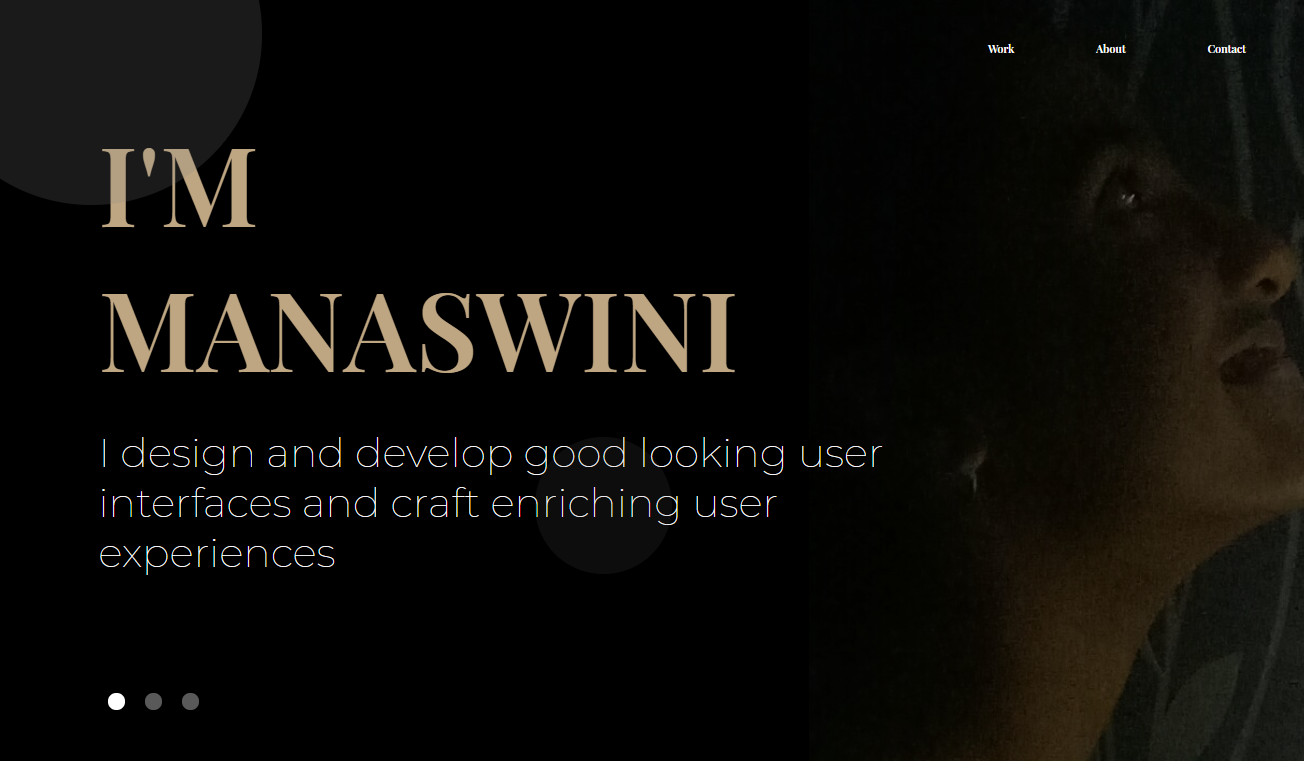 Work About Contact
I'M
MANASWINI
I design and develop good looking user
interfaces and craft enriching user
experiences